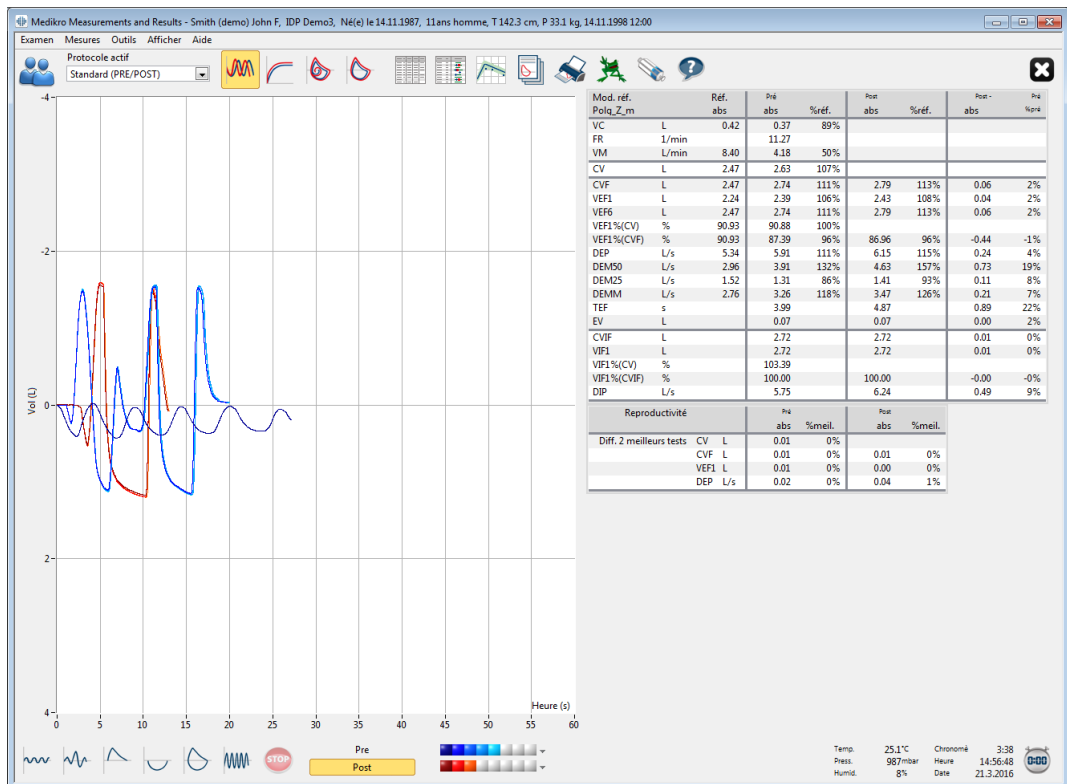 Medikro Measurements and Results - Smith (demo) John F, IDP Demo3, Né(e) le 14.11.1987, 11ans homme, T 142.3 cm, P 33.1 kg, 14.11.1998 12:00
Examen Mesures Outils Afficher Aide
Protocole actif
Standard (PRE/POST)
Mod. réf. Réf. Pré Post Post - Pré
Polq_Z_m abs abs %réf. abs %réf. abs %pré
VC L 0.42 0.37 89%
FR 1/min 11.27
VM L/min 8.40 4.18 50%
CV L 2.47 2.63 107%
CVF L 2.47 2.74 111% 2.79 113% 0.06 2%
VEF1 L 2.24 2.39 106% 2.43 108% 0.04 2%
VEF6 L 2.47 2.74 111% 2.79 113% 0.06 2%
VEF1%(CV) % 90.93 90.88 100%
VEF1%(CVF) % 90.93 87.39 96% 86.96 96% -0.44 -1%
DEP L/s 5.34 5.91 111% 6.15 115% 0.24 4%
DEM50 L/s 2.96 3.91 132% 4.63 157% 0.73 19%
DEM25 L/s 1.52 1.31 86% 1.41 93% 0.11 8%
DEMM L/s 2.76 3.26 118% 3.47 126% 0.21 7%
TEF s 3.99 4.87 0.89 22%
EV L 0.07 0.07 0.00 2%
CVIF L 2.72 2.72 0.01 0%
VIF1 L 2.72 2.72 0.01 0%
VIF1%(CV) % 103.39
VIF1%(CVIF) % 100.00 100.00 -0.00 -0%
DIP L/s 5.75 6.24 0.49 9%
Reproductivité Pré Post
abs %meil. abs %meil.
Diff. 2 meilleurs tests CV L 0.01 0%
CVF L 0.01 0% 0.01 0%
VEF1 L 0.01 0% 0.00 0%
DEP L/s 0.02 0% 0.04 1%
-4
-2
Vol (L)
0
2
4
Heure (s)
0 5 10 15 20 25 30 35 40 45 50 55 60
STOP
Pre
Post
Temp. 25.1°C Chronomé 3:38
Press. 987mbar Heure 14:56:48
Humid. 8% Date 21.3.2016
0:00